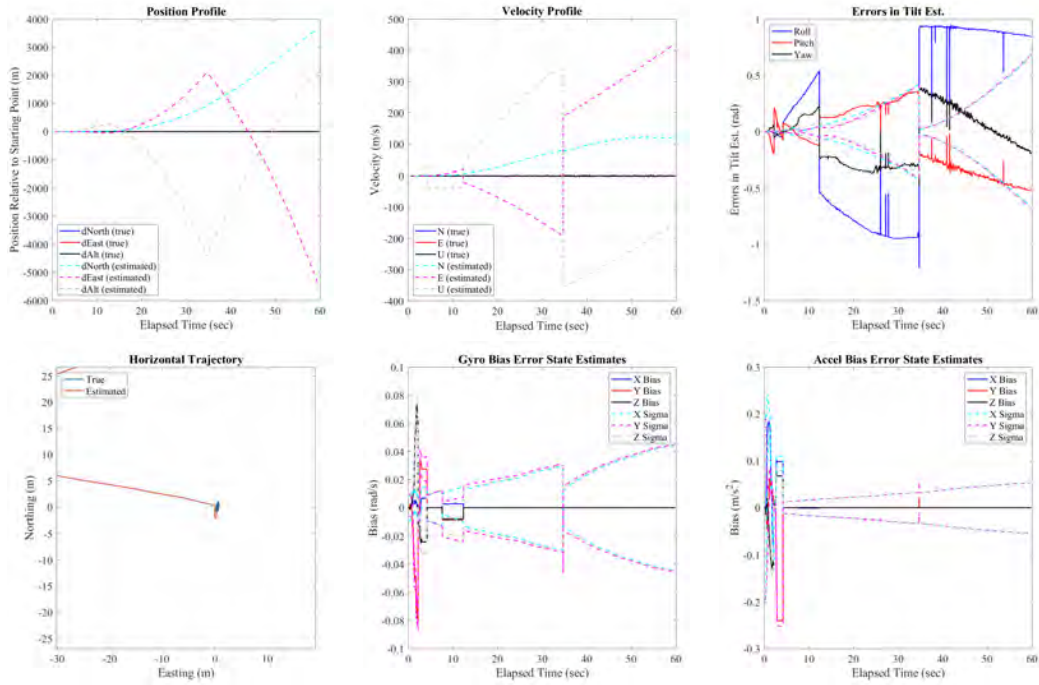 Position Profile
Position Relative to Starting Point (m)
4000
3000
2000
1000
0
-1000
-2000
-3000
-4000
-5000
-6000
dNorth (true)
dEast (true)
dAlt (true)
dNorth (estimated)
dEast (estimated)
dAlt (estimated)
0 10 20 30 40 50 60
Elapsed Time (sec)
Velocity Profile
Velocity (m/s)
500
400
300
200
100
0
-100
-200
-300
-400
N (true)
E (true)
U (true)
N (estimated)
E (estimated)
U (estimated)
0 10 20 30 40 50 60
Elapsed Time (sec)
Errors in Tilt Est.
Errors in Tilt Est. (rad)
1
0.5
0
-0.5
-1
-1.5
Roll
Pitch
Yaw
0 10 20 30 40 50 60
Elapsed Time (sec)
Horizontal Trajectory
Northing (m)
25
20
15
10
5
0
-5
-10
-15
-20
-25
True
Estimated
-30 -20 -10 0 10
Easting (m)
Gyro Bias Error State Estimates
Bias (rad/s)
0.1
0.08
0.06
0.04
0.02
0
-0.02
-0.04
-0.06
-0.08
-0.1
X Bias
Y Bias
Z Bias
X Sigma
Y Sigma
Z Sigma
0 10 20 30 40 50 60
Elapsed Time (sec)
Accel Bias Error State Estimates
Bias (m/s²)
0.3
0.2
0.1
0
-0.1
-0.2
-0.3
X Bias
Y Bias
Z Bias
X Sigma
Y Sigma
Z Sigma
0 10 20 30 40 50 60
Elapsed Time (sec)